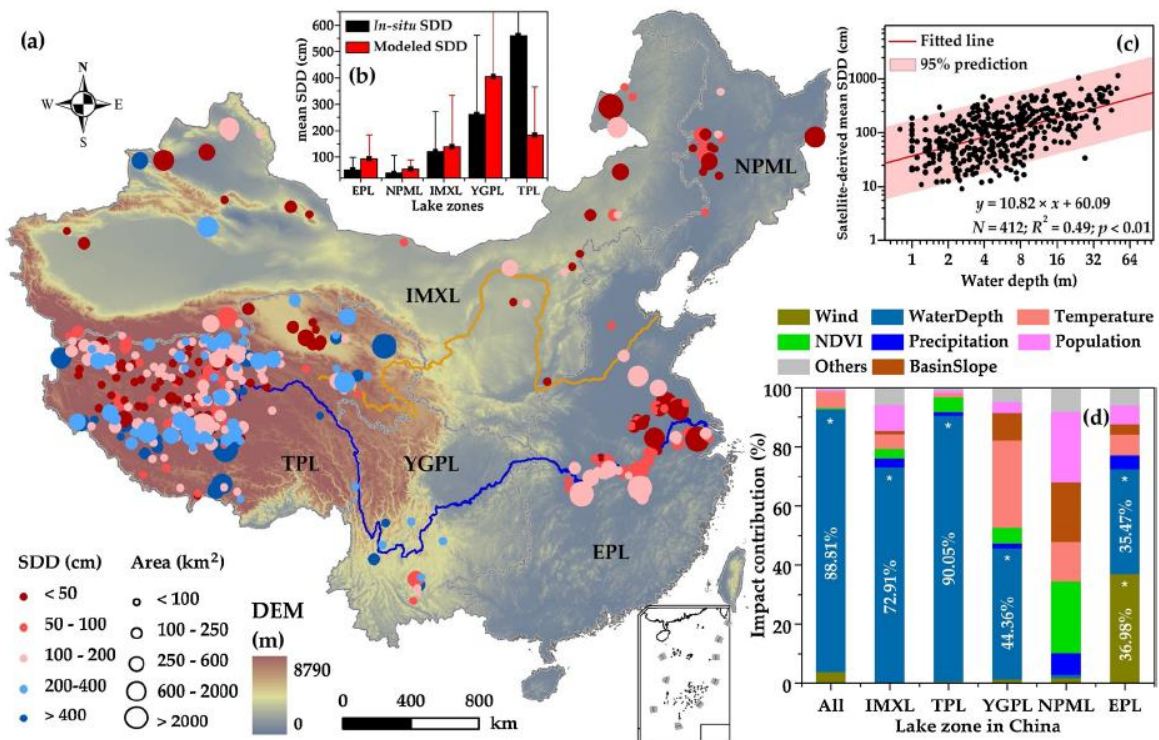 (a)
N
W E
S
mean SDD (cm)
600
500
400
300
200
100
In-situ SDD
Modeled SDD
(b)
EPL NPML IMXL YGPL TPL
Lake zones
(c)
Satellite-derived mean SDD (cm)
1000
100
10
1
Fitted line
95% prediction
y = 10.82 × x + 60.09
N = 412; R² = 0.49; p < 0.01
1 2 4 8 16 32 64
Water depth (m)
NPML
IMXL
TPL
YGPL
EPL
SDD (cm)
< 50
50 - 100
100 - 200
200-400
> 400
Area (km²)
< 100
100 - 250
250 - 600
600 - 2000
> 2000
DEM
(m)
8790
0
0 400 800
km
Wind WaterDepth Temperature
NDVI Precipitation Population
Others BasinSlope
(d)
Impact contribution (%)
100
80
60
40
20
0
* * * * * *
88.81%
72.91%
90.05%
44.36%
35.47%
36.98%
All IMXL TPL YGPL NPML EPL
Lake zone in China